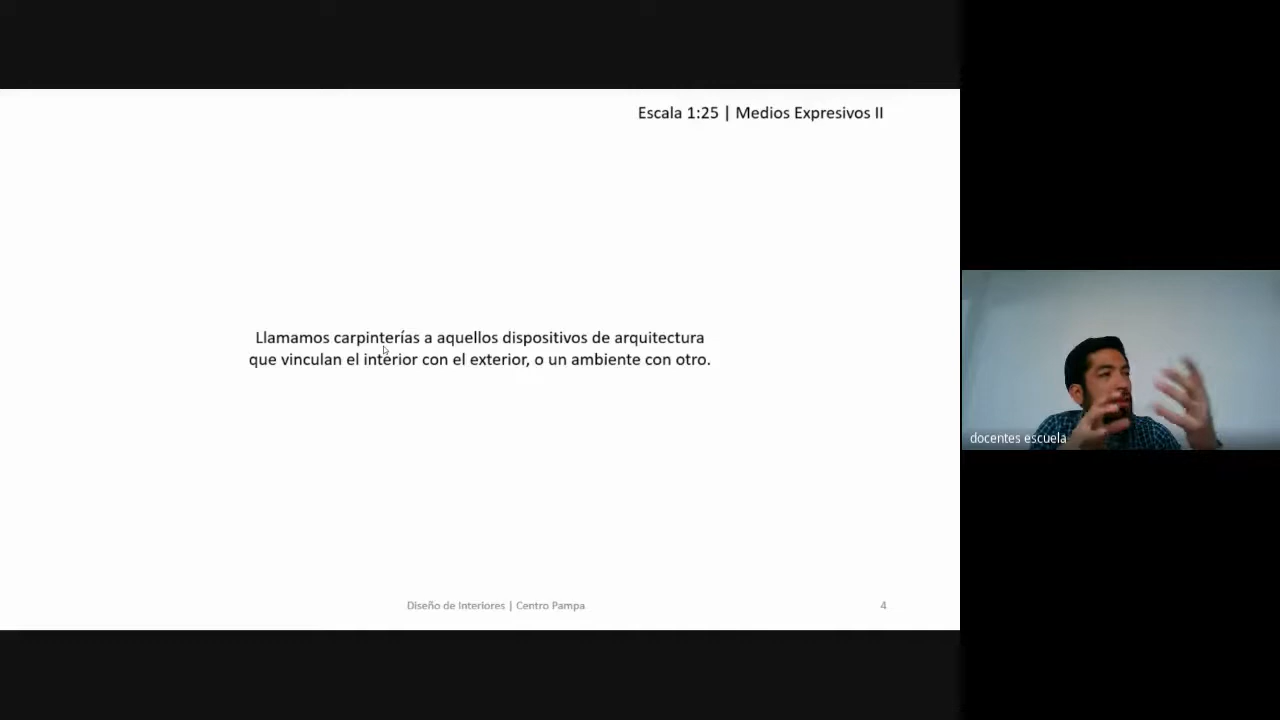 Escala 1:25 | Medios Expresivos II
Llamamos carpinterías a aquellos dispositivos de arquitectura
que vinculan el interior con el exterior, o un ambiente con otro.
docentes escuela
Diseño de Interiores | Centro Pampa
4